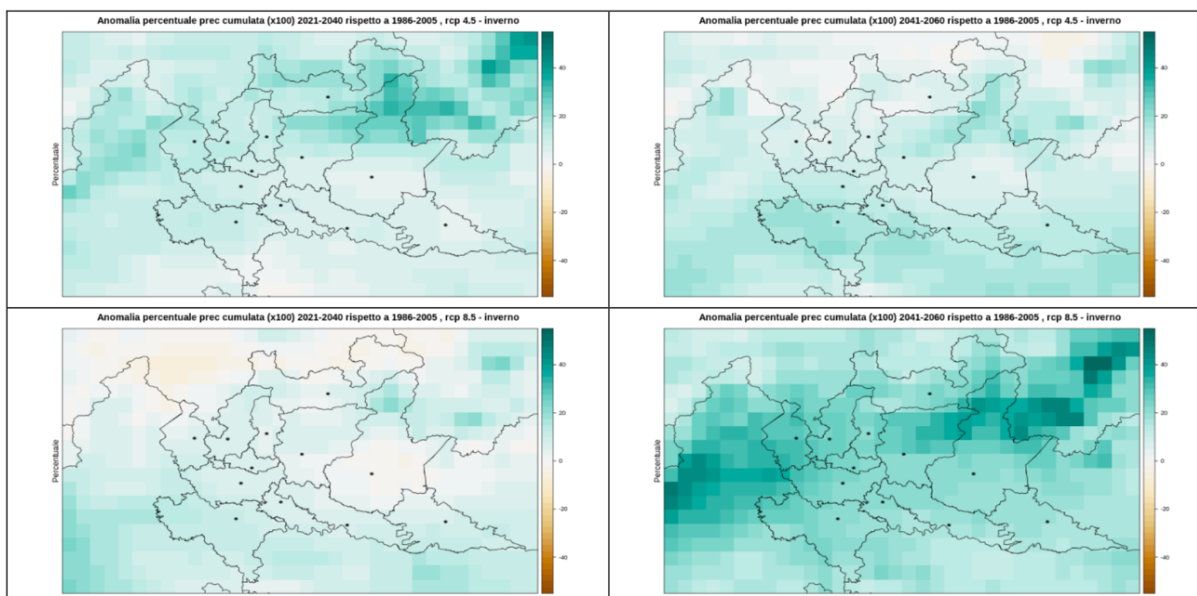 Anomalia percentuale prec cumulata (x100) 2021-2040 rispetto a 1986-2005 , rcp 4.5 - inverno
Percentuale
40
20
0
-20
-40
Anomalia percentuale prec cumulata (x100) 2041-2060 rispetto a 1986-2005 , rcp 4.5 - inverno
Percentuale
40
20
0
-20
-40
Anomalia percentuale prec cumulata (x100) 2021-2040 rispetto a 1986-2005 , rcp 8.5 - inverno
Percentuale
40
20
0
-20
-40
Anomalia percentuale prec cumulata (x100) 2041-2060 rispetto a 1986-2005 , rcp 8.5 - inverno
Percentuale
40
20
0
-20
-40